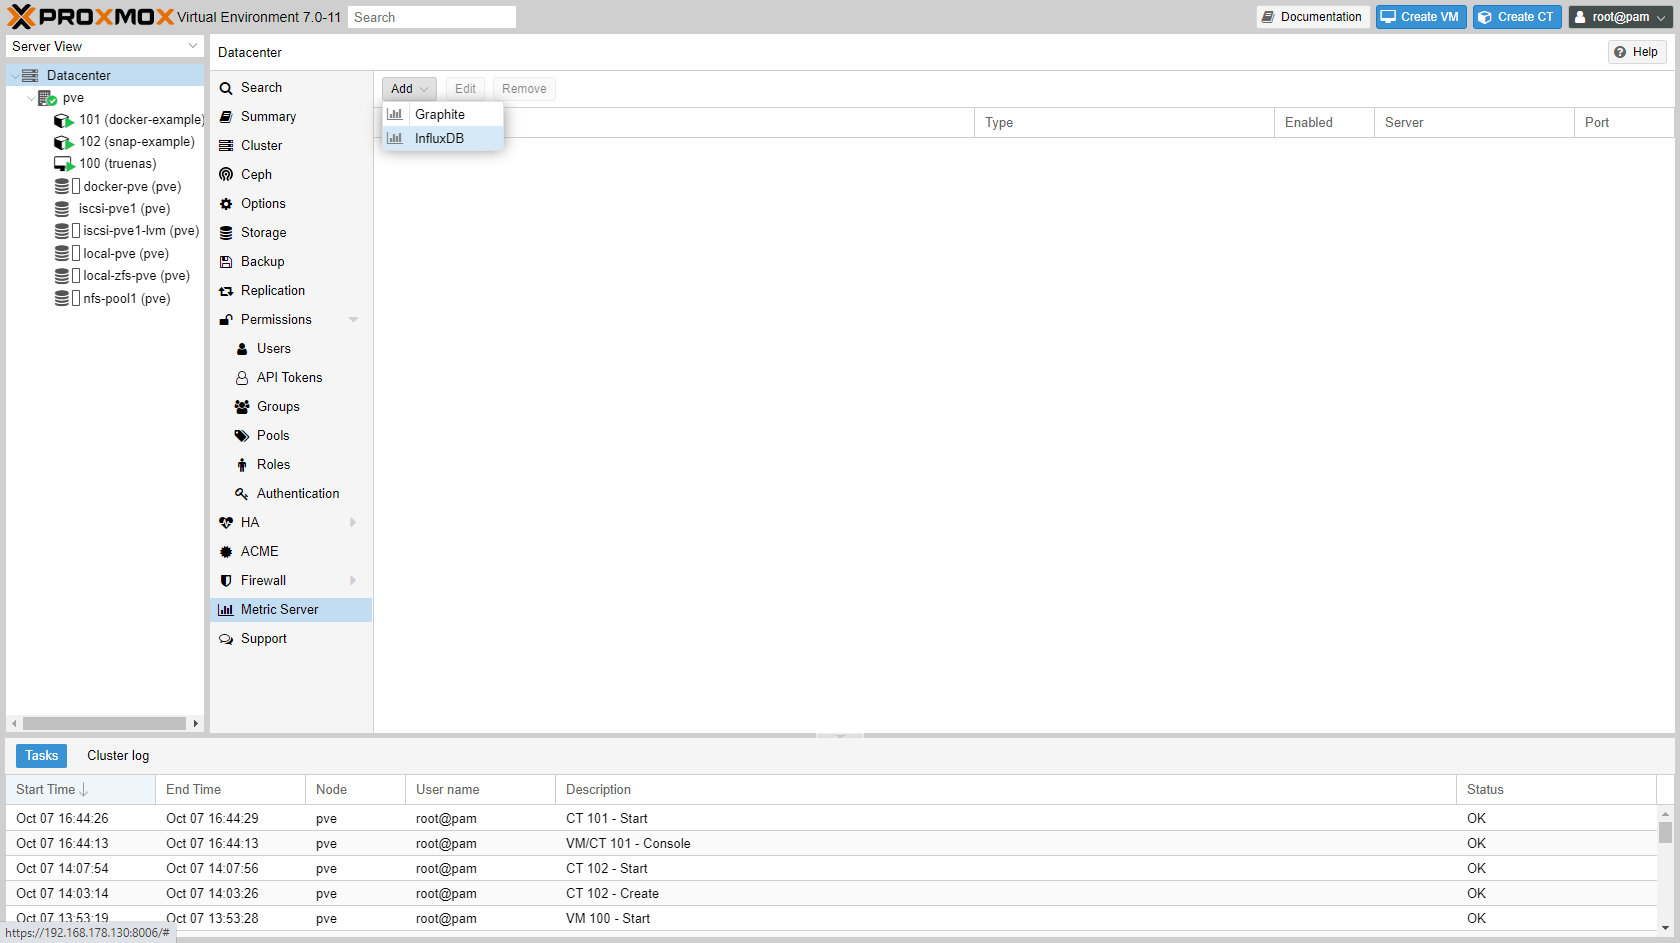 PROXMOX Virtual Environment 7.0-11 Search Documentation Create VM Create CT root@pam
Server View
Datacenter
pve
101 (docker-example)
102 (snap-example)
100 (truenas)
docker-pve (pve)
iscsi-pve1 (pve)
iscsi-pve1-lvm (pve)
local-pve (pve)
local-zfs-pve (pve)
nfs-pool1 (pve)
Datacenter Help
Search
Summary
Cluster
Ceph
Options
Storage
Backup
Replication
Permissions
Users
API Tokens
Groups
Pools
Roles
Authentication
HA
ACME
Firewall
Metric Server
Support
Add Edit Remove
Graphite
InfluxDB
Type Enabled Server Port
Tasks Cluster log
Start Time End Time Node User name Description Status
Oct 07 16:44:26 Oct 07 16:44:29 pve root@pam CT 101 - Start OK
Oct 07 16:44:13 Oct 07 16:44:13 pve root@pam VM/CT 101 - Console OK
Oct 07 14:07:54 Oct 07 14:07:56 pve root@pam CT 102 - Start OK
Oct 07 14:03:14 Oct 07 14:03:26 pve root@pam CT 102 - Create OK
Oct 07 13:53:19 Oct 07 13:53:28 pve root@pam VM 100 - Start OK
https://192.168.178.130:8006/#